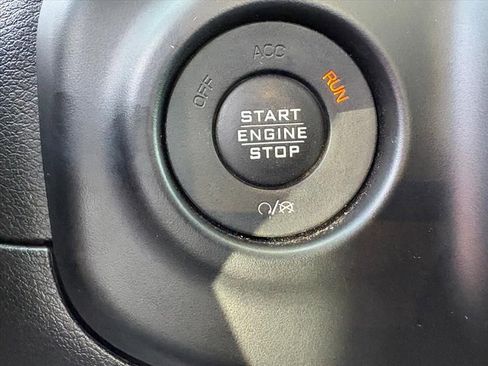 OFF
ACC
RUN
START
ENGINE
STOP